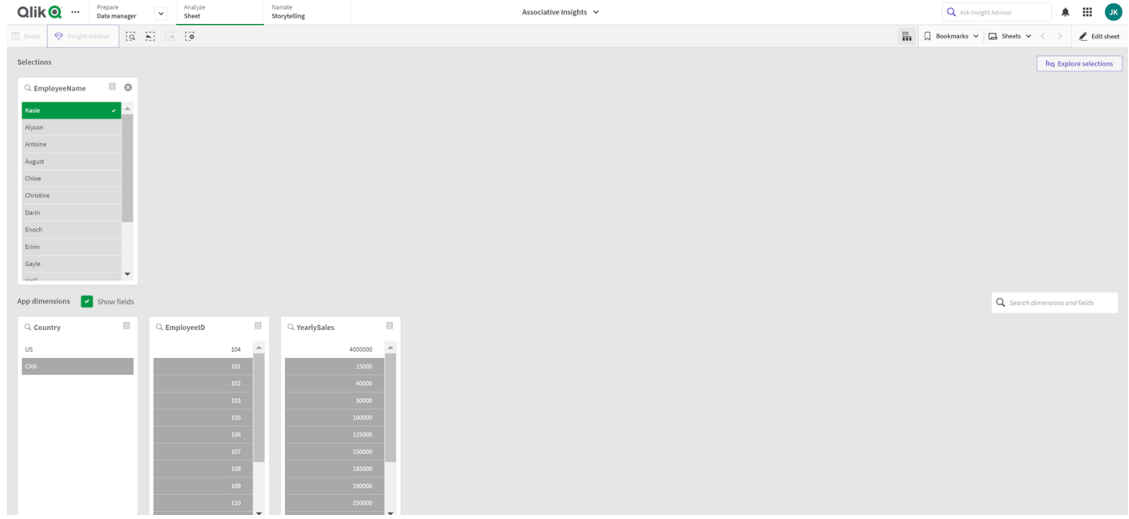 Qlik
Prepare
Data manager
Analyze
Sheet
Narrate
Storytelling
Associative Insights
Ask Insight Advisor
JK
Notes
Insight Advisor
Bookmarks
Sheets
Edit sheet
Selections
Explore selections
EmployeeName
Kasie
Alyson
Antoine
August
Chloe
Christine
Darin
Enoch
Erinn
Gayle
App dimensions
Show fields
Search dimensions and fields
Country
EmployeeID
YearlySales
US
104
4000000
CAN
101
15000
102
40000
103
50000
105
100000
106
125000
107
150000
108
185000
109
190000
110
250000